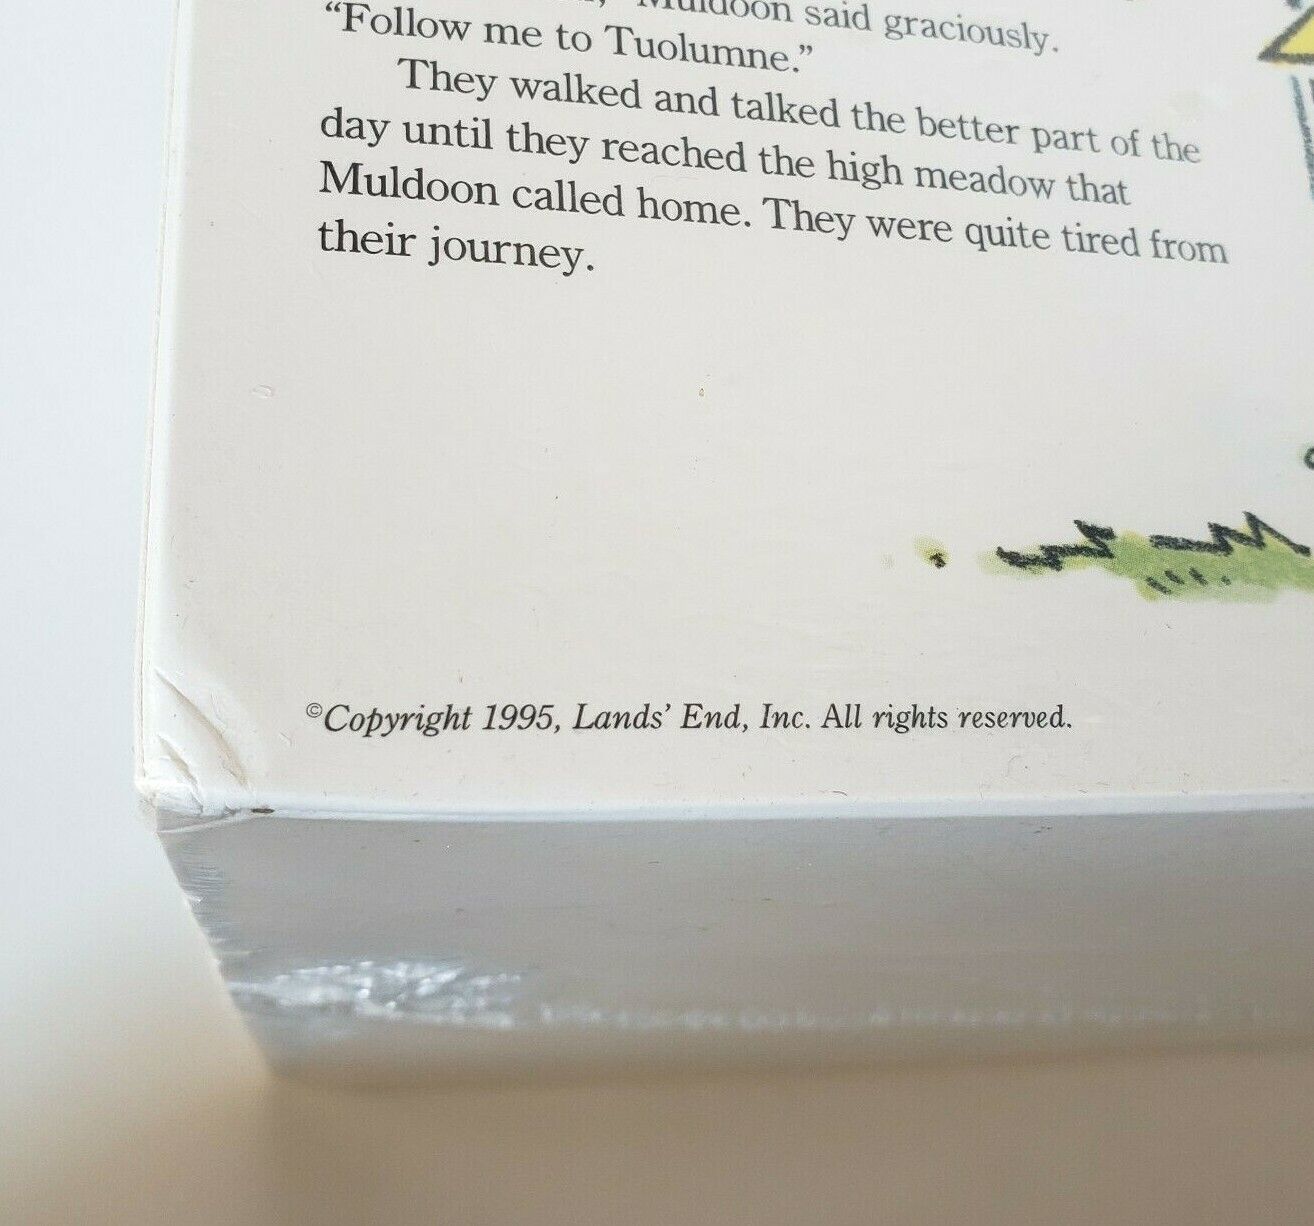 Muldoon said graciously.
“Follow me to Tuolumne.”
They walked and talked the better part of the
day until they reached the high meadow that
Muldoon called home. They were quite tired from
their journey.
©Copyright 1995, Lands’ End, Inc. All rights reserved.